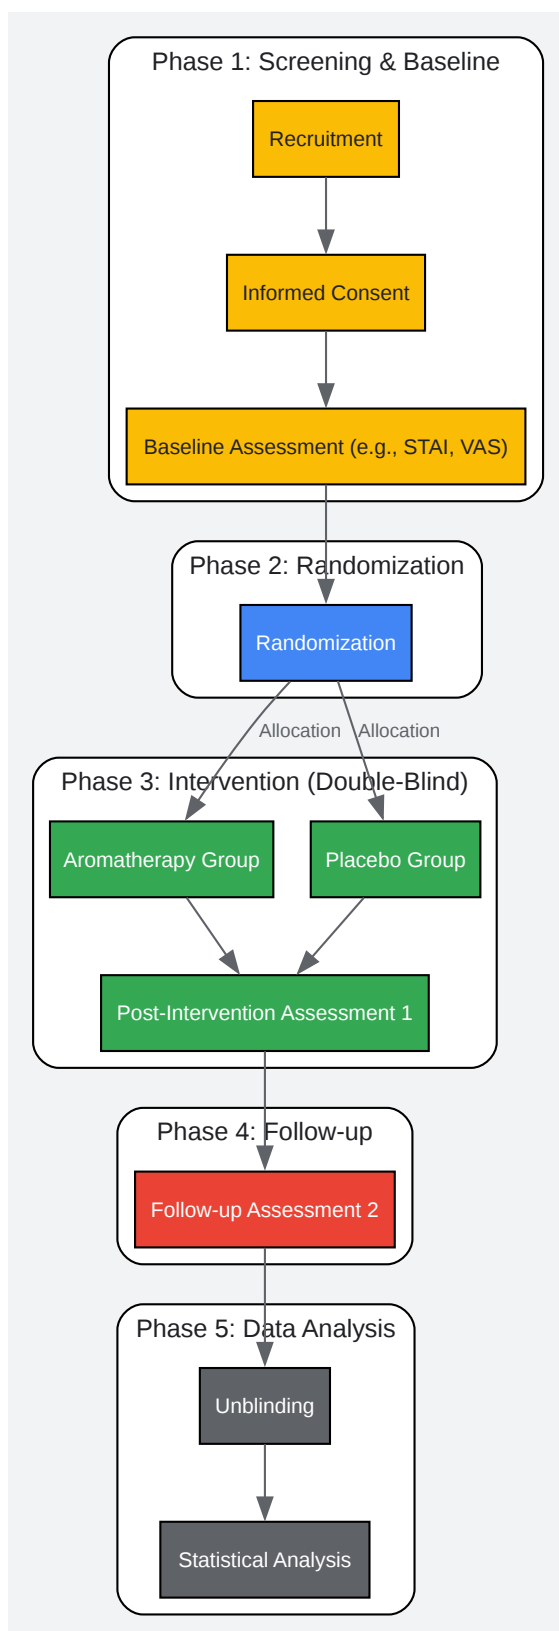 Phase 1: Screening & Baseline
Recruitment
Informed Consent
Baseline Assessment (e.g., STAI, VAS)
Phase 2: Randomization
Randomization
Allocation
Allocation
Phase 3: Intervention (Double-Blind)
Aromatherapy Group
Placebo Group
Post-Intervention Assessment 1
Phase 4: Follow-up
Follow-up Assessment 2
Phase 5: Data Analysis
Unblinding
Statistical Analysis